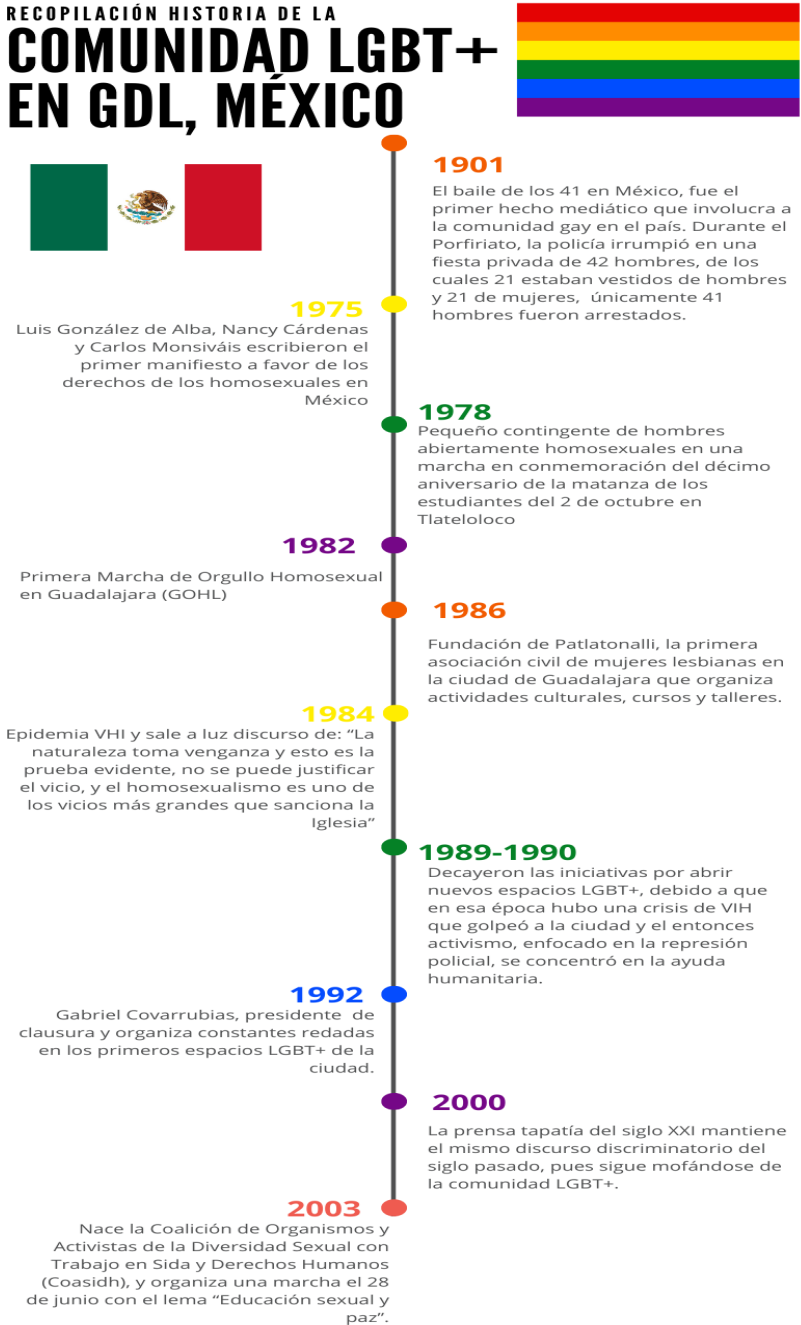 RECOPILACIÓN HISTORIA DE LA
COMUNIDAD LGBT+
EN GDL, MÉXICO
1901
El baile de los 41 en México, fue el
primer hecho mediático que involucra a
la comunidad gay en el país. Durante el
Porfiriato, la policía irrumpió en una
fiesta privada de 42 hombres, de los
cuales 21 estaban vestidos de hombres
y 21 de mujeres, únicamente 41
hombres fueron arrestados.
1975
Luis González de Alba, Nancy Cárdenas
y Carlos Monsiváis escribieron el
primer manifiesto a favor de los
derechos de los homosexuales en
México
1978
Pequeño contingente de hombres
abiertamente homosexuales en una
marcha en conmemoración del décimo
aniversario de la matanza de los
estudiantes del 2 de octubre en
Tlateloloco
1982
Primera Marcha de Orgullo Homosexual
en Guadalajara (GOHL)
1986
Fundación de Patlatonalli, la primera
asociación civil de mujeres lesbianas en
la ciudad de Guadalajara que organiza
actividades culturales, cursos y talleres.
1984
Epidemia VHI y sale a luz discurso de: “La
naturaleza toma venganza y esto es la
prueba evidente, no se puede justificar
el vicio, y el homosexualismo es uno de
los vicios más grandes que sanciona la
Iglesia”
1989-1990
Decayeron las iniciativas por abrir
nuevos espacios LGBT+, debido a que
en esa época hubo una crisis de VIH
que golpeó a la ciudad y el entonces
activismo, enfocado en la represión
policial, se concentró en la ayuda
humanitaria.
1992
Gabriel Covarrubias, presidente de
clausura y organiza constantes redadas
en los primeros espacios LGBT+ de la
ciudad.
2000
La prensa tapatía del siglo XXI mantiene
el mismo discurso discriminatorio del
siglo pasado, pues sigue mofándose de
la comunidad LGBT+.
2003
Nace la Coalición de Organismos y
Activistas de la Diversidad Sexual con
Trabajo en Sida y Derechos Humanos
(Coasidh), y organiza una marcha el 28
de junio con el lema “Educación sexual y
paz”.